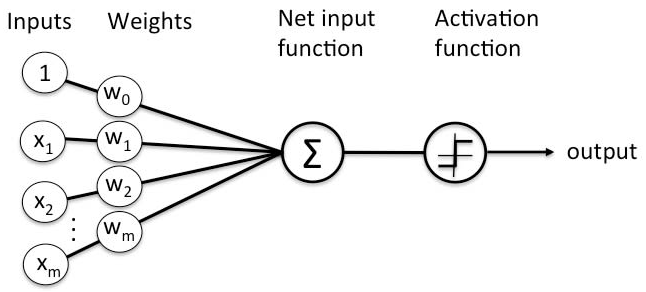 Inputs
Weights
Net input
function
Activation
function
1
w₀
x₁
w₁
x₂
w₂
⋮
xₘ
wₘ
Σ
output